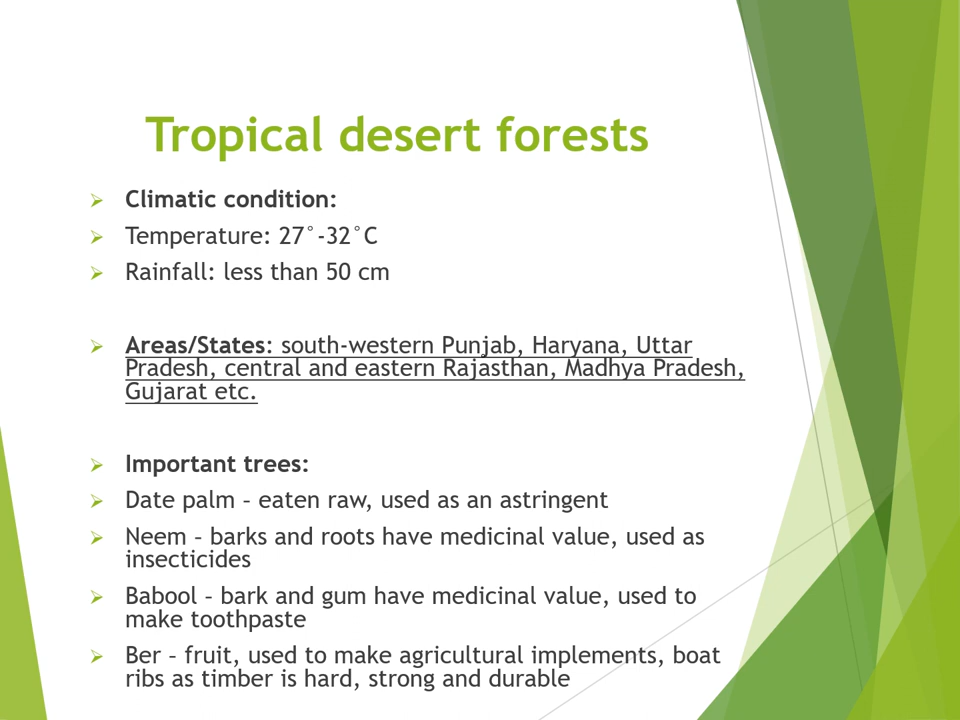 Tropical desert forests
Climatic condition:
Temperature: 27°-32°C
Rainfall: less than 50 cm
Areas/States: south-western Punjab, Haryana, Uttar
Pradesh, central and eastern Rajasthan, Madhya Pradesh,
Gujarat etc.
Important trees:
Date palm – eaten raw, used as an astringent
Neem – barks and roots have medicinal value, used as
insecticides
Babool – bark and gum have medicinal value, used to
make toothpaste
Ber – fruit, used to make agricultural implements, boat
ribs as timber is hard, strong and durable